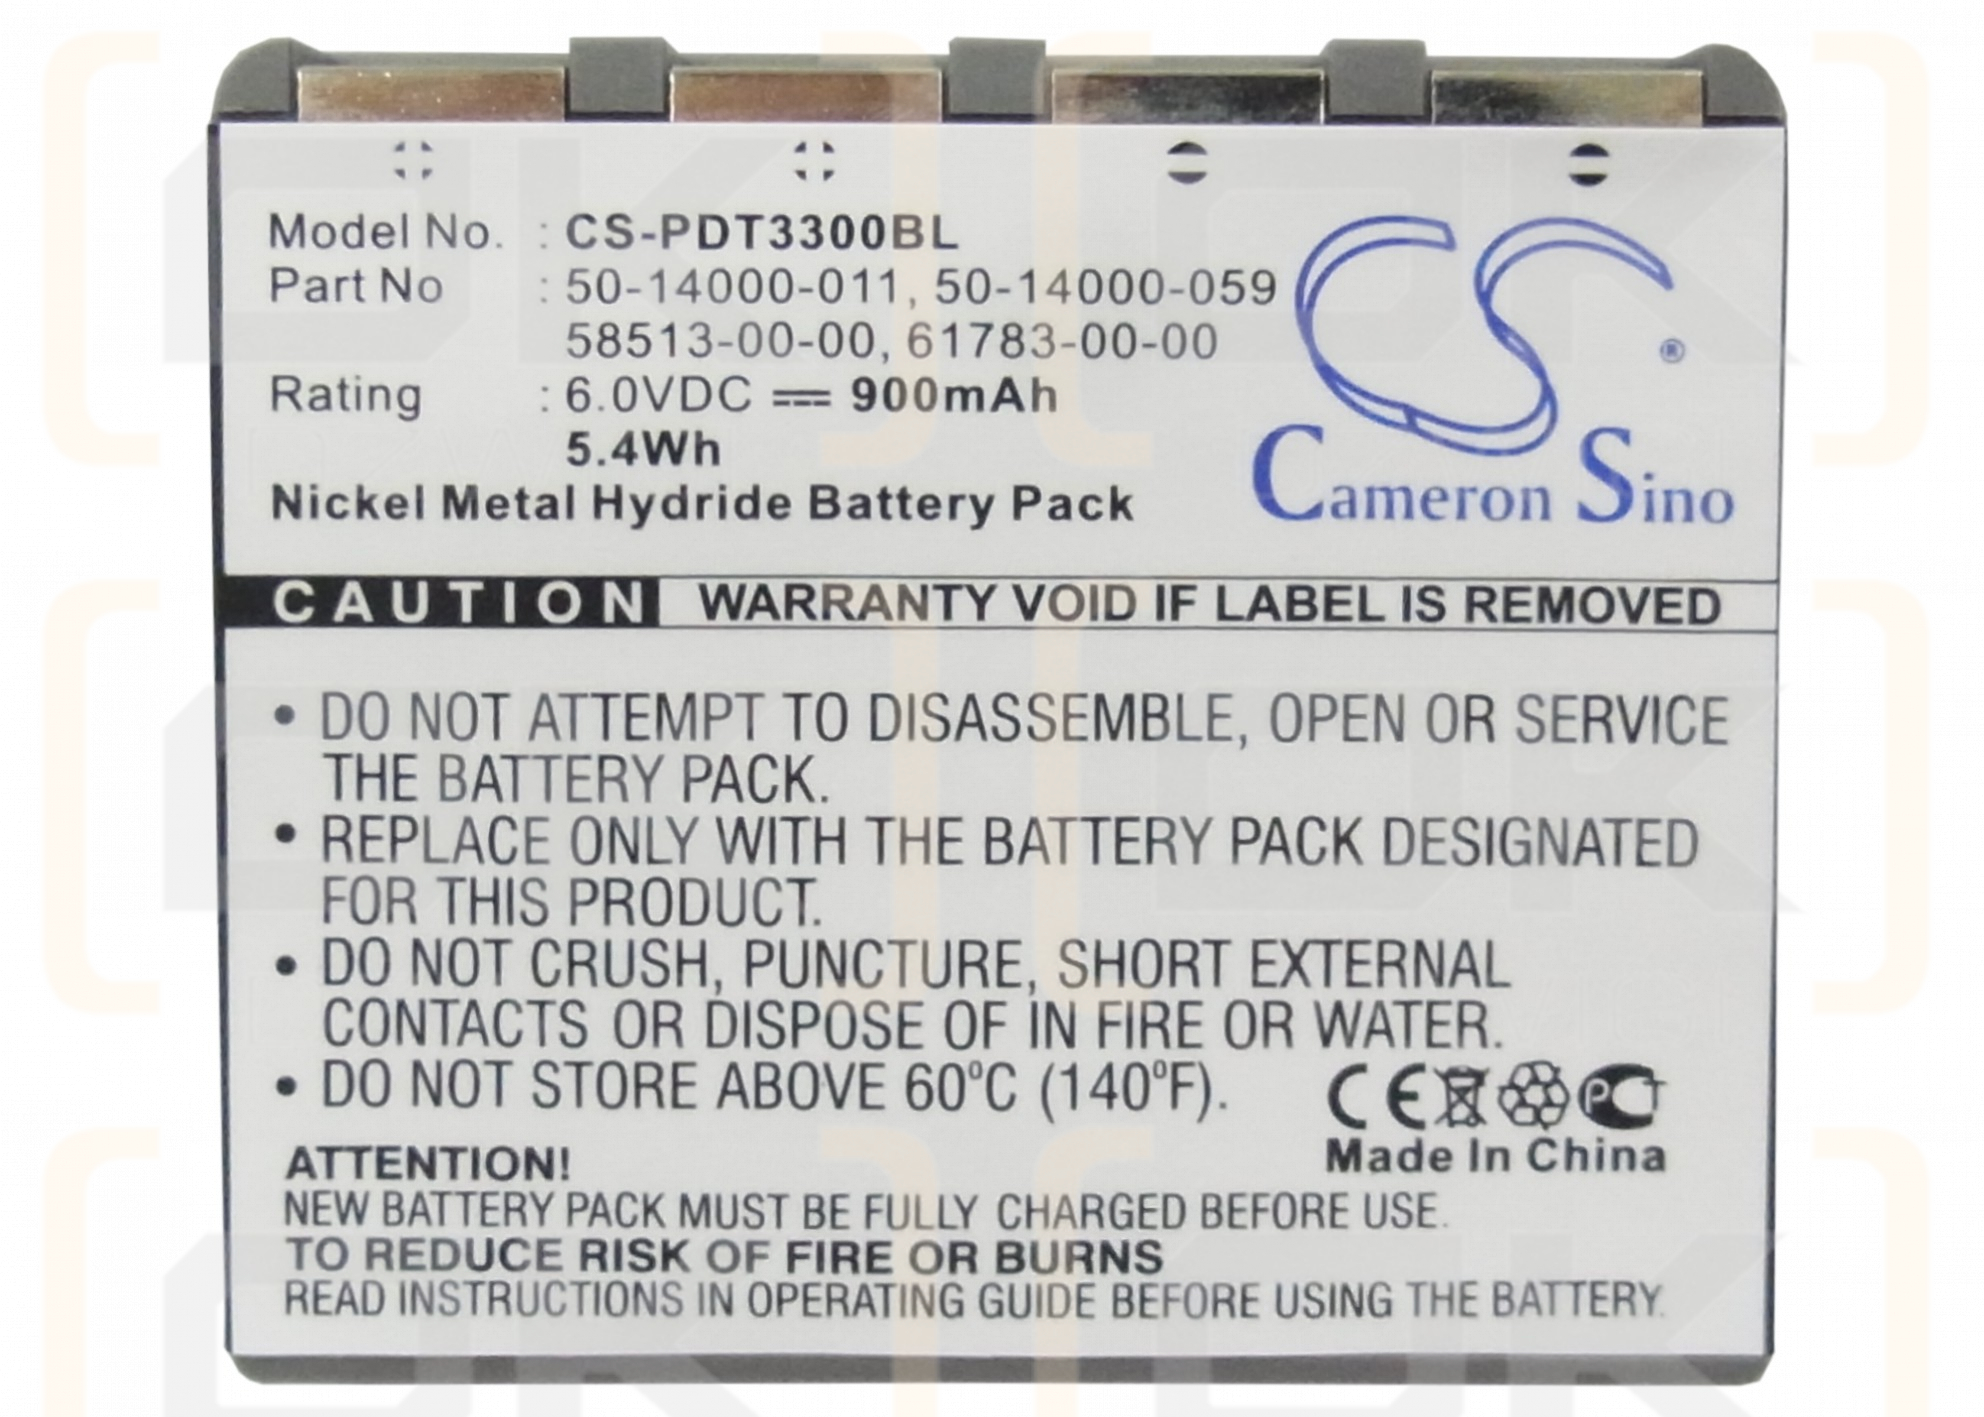 Model No. : CS-PDT3300BL
Part No : 50-14000-011, 50-14000-059
58513-00-00, 61783-00-00
Rating : 6.0VDC 900mAh
5.4Wh
Nickel Metal Hydride Battery Pack
CS ®
Cameron Sino
CAUTION WARRANTY VOID IF LABEL IS REMOVED
• DO NOT ATTEMPT TO DISASSEMBLE, OPEN OR SERVICE
THE BATTERY PACK.
• REPLACE ONLY WITH THE BATTERY PACK DESIGNATED
FOR THIS PRODUCT.
• DO NOT CRUSH, PUNCTURE, SHORT EXTERNAL
CONTACTS OR DISPOSE OF IN FIRE OR WATER.
• DO NOT STORE ABOVE 60°C (140°F).
CE PCT
Made In China
ATTENTION!
NEW BATTERY PACK MUST BE FULLY CHARGED BEFORE USE.
TO REDUCE RISK OF FIRE OR BURNS
READ INSTRUCTIONS IN OPERATING GUIDE BEFORE USING THE BATTERY.